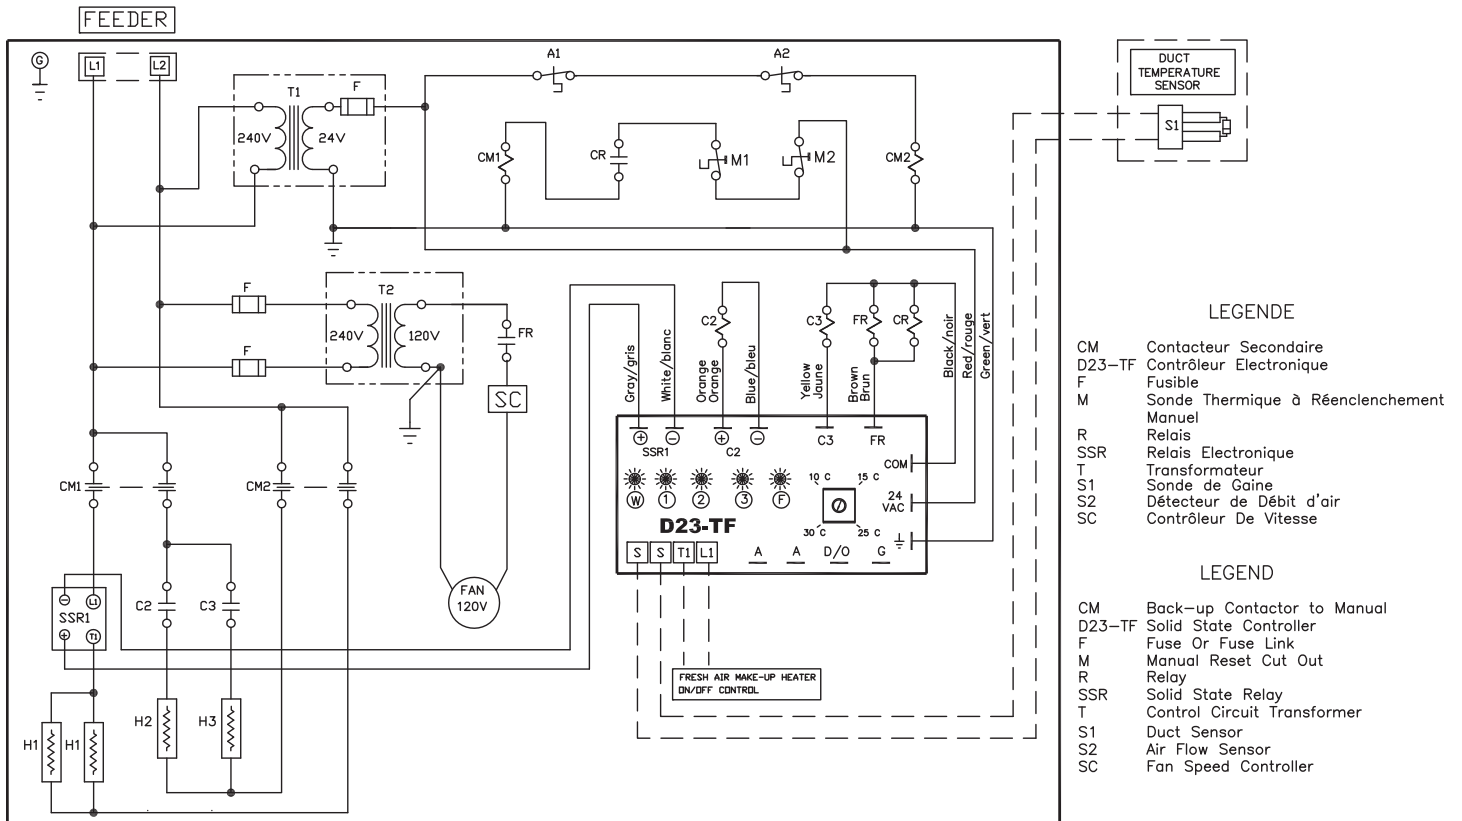 FEEDER
G
L1
L2
T1
F
240V
24V
A1
A2
CM1
CR
M1
M2
CM2
DUCT
TEMPERATURE
SENSOR
S1
F
F
T2
240V
120V
FR
SC
FAN
120V
Gray/gris
White/blanc
C2
Orange
Orange
Blue/bleu
C3
Yellow
Jaune
FR
Brown
Brun
CR
Black/noir
Red/rouge
Green/vert
+
−
SSR1
+
−
C2
C3
FR
COM
24
VAC
W
1
2
3
F
10 C
15 C
30 C
25 C
D23-TF
S
S
T1
L1
A
A
D/O
G
FRESH AIR MAKE-UP HEATER
ON/OFF CONTROL
CM1
CM2
−
L1
SSR1
+
T1
C2
C3
H1
H1
H2
H3
LEGENDE
CM Contacteur Secondaire
D23-TF Contrôleur Electronique
F Fusible
M Sonde Thermique à Réenclenchement
Manuel
R Relais
SSR Relais Electronique
T Transformateur
S1 Sonde de Gaine
S2 Détecteur de Débit d'air
SC Contrôleur De Vitesse
LEGEND
CM Back-up Contactor to Manual
D23-TF Solid State Controller
F Fuse Or Fuse Link
M Manual Reset Cut Out
R Relay
SSR Solid State Relay
T Control Circuit Transformer
S1 Duct Sensor
S2 Air Flow Sensor
SC Fan Speed Controller